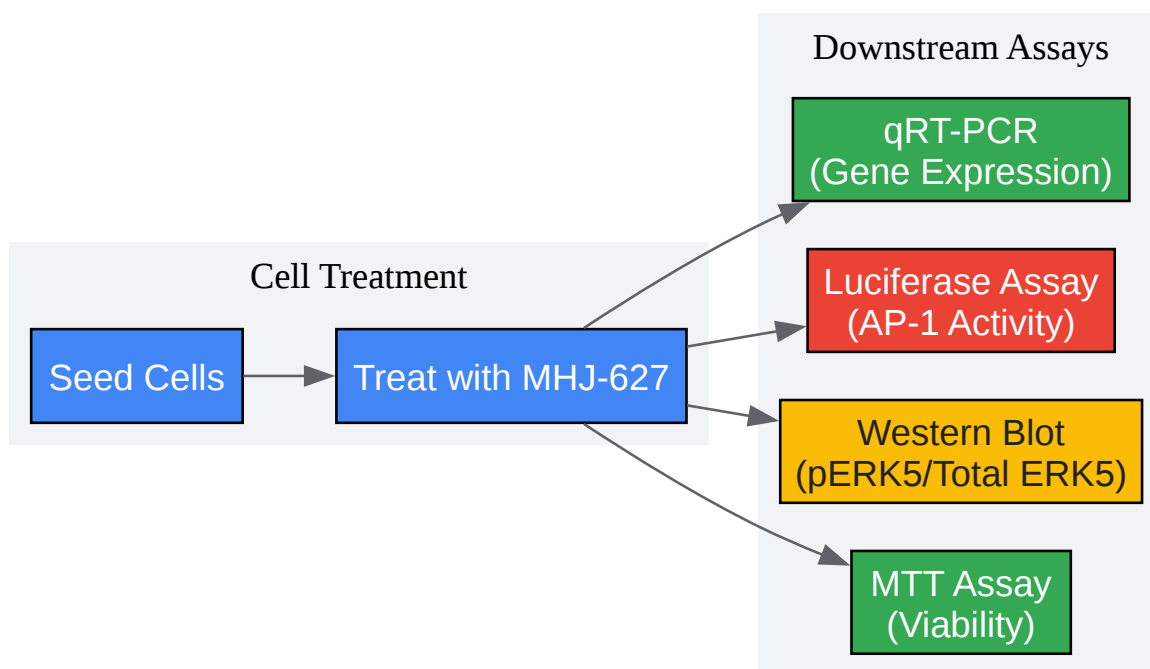 Cell Treatment
Seed Cells
Treat with MHJ-627
Downstream Assays
qRT-PCR
(Gene Expression)
Luciferase Assay
(AP-1 Activity)
Western Blot
(pERK5/Total ERK5)
MTT Assay
(Viability)